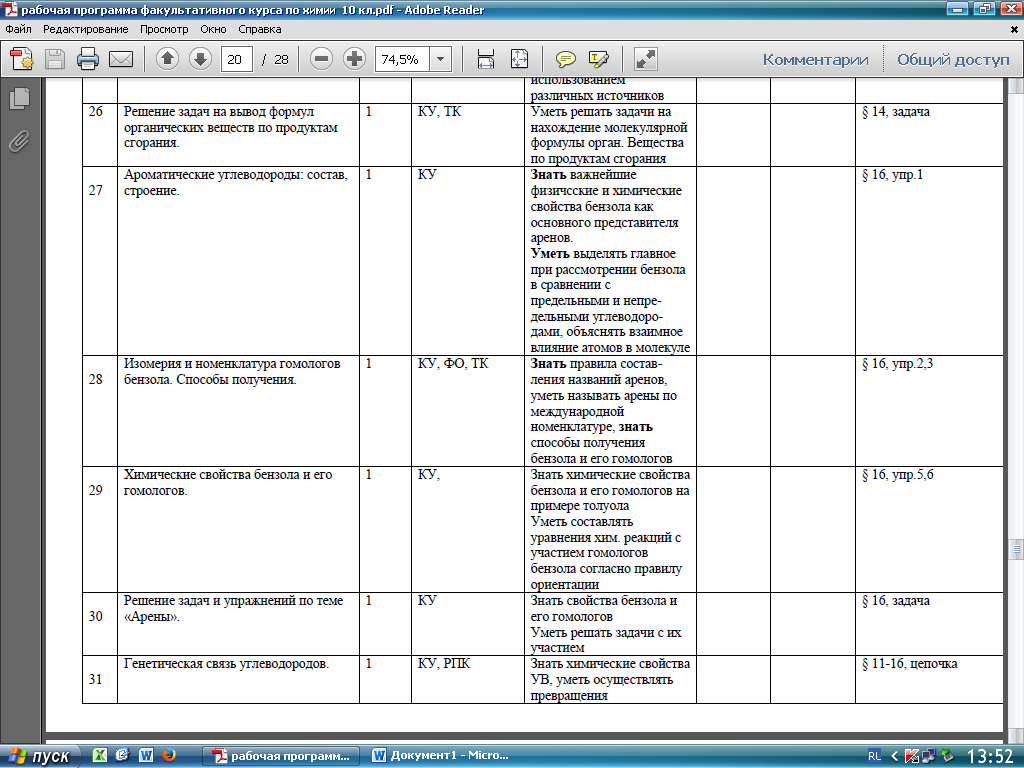 рабочая программа факультативного курса по химии 10 кл.pdf - Adobe Reader
Файл Редактирование Просмотр Окно Справка
20 / 28 74,5% Комментарии Общий доступ
использованием
различных источников
26 Решение задач на вывод формул 1 КУ, ТК Уметь решать задачи на § 14, задача
органических веществ по продуктам нахождение молекулярной
сгорания. формулы орган. Вещества
по продуктам сгорания
Ароматические углеводороды: состав, 1 КУ Знать важнейшие § 16, упр.1
27 строение. физичсские и химические
свойства бензола как
основного представителя
аренов.
Уметь выделять главное
при рассмотрении бензола
в сравнении с
предельными и непре-
дельными углеводоро-
дами, объяснять взаимное
влияние атомов в молекуле
Изомерия и номенклатура гомологов 1 КУ, ФО, ТК Знать правила состав- § 16, упр.2,3
28 бензола. Способы получения. ления названий аренов,
уметь называть арены по
международной
номенклатуре, знать
способы получения
бензола и его гомологов
Химические свойства бензола и его 1 КУ, Знать химические свойства § 16, упр.5,6
29 гомологов. бензола и его гомологов на
примере толуола
Уметь составлять
уравнения хим. реакций с
участием гомологов
бензола согласно правилу
ориентации
Решение задач и упражнений по теме 1 КУ Знать свойства бензола и § 16, задача
30 «Арены». его гомологов
Уметь решать задачи с их
участием
Генетическая связь углеводородов. 1 КУ, РПК Знать химические свойства § 11-16, цепочка
31 УВ, уметь осуществлять
превращения
пуск рабочая программ... Документ1 - Micro... RL 13:52